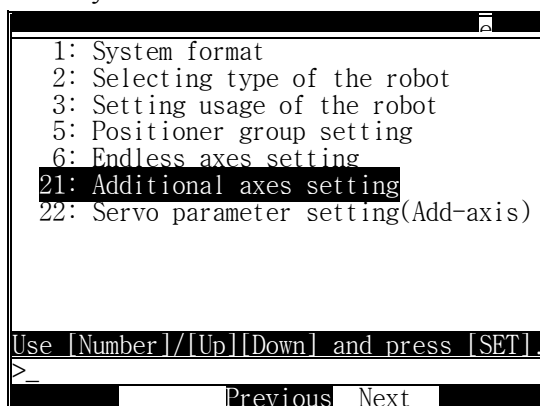 1: System format
2: Selecting type of the robot
3: Setting usage of the robot
5: Positioner group setting
6: Endless axes setting
21: Additional axes setting
22: Servo parameter setting(Add-axis)
Use [Number]/[Up][Down] and press [SET].
>_
Previous Next